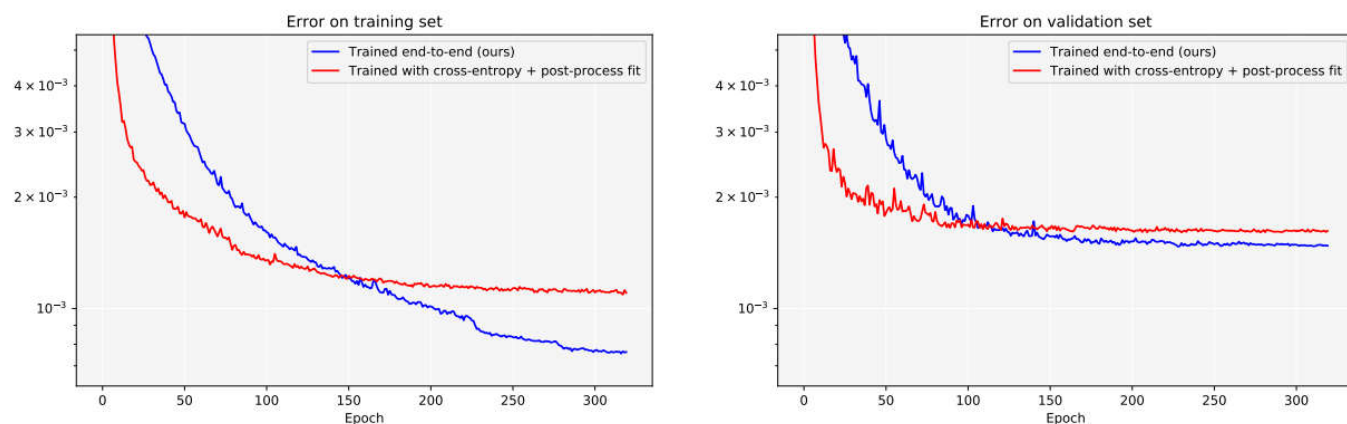 Error on training set
Trained end-to-end (ours)
Trained with cross-entropy + post-process fit
4 × 10⁻³
3 × 10⁻³
2 × 10⁻³
10⁻³
0 50 100 150 200 250 300
Epoch
Error on validation set
Trained end-to-end (ours)
Trained with cross-entropy + post-process fit
4 × 10⁻³
3 × 10⁻³
2 × 10⁻³
10⁻³
0 50 100 150 200 250 300
Epoch